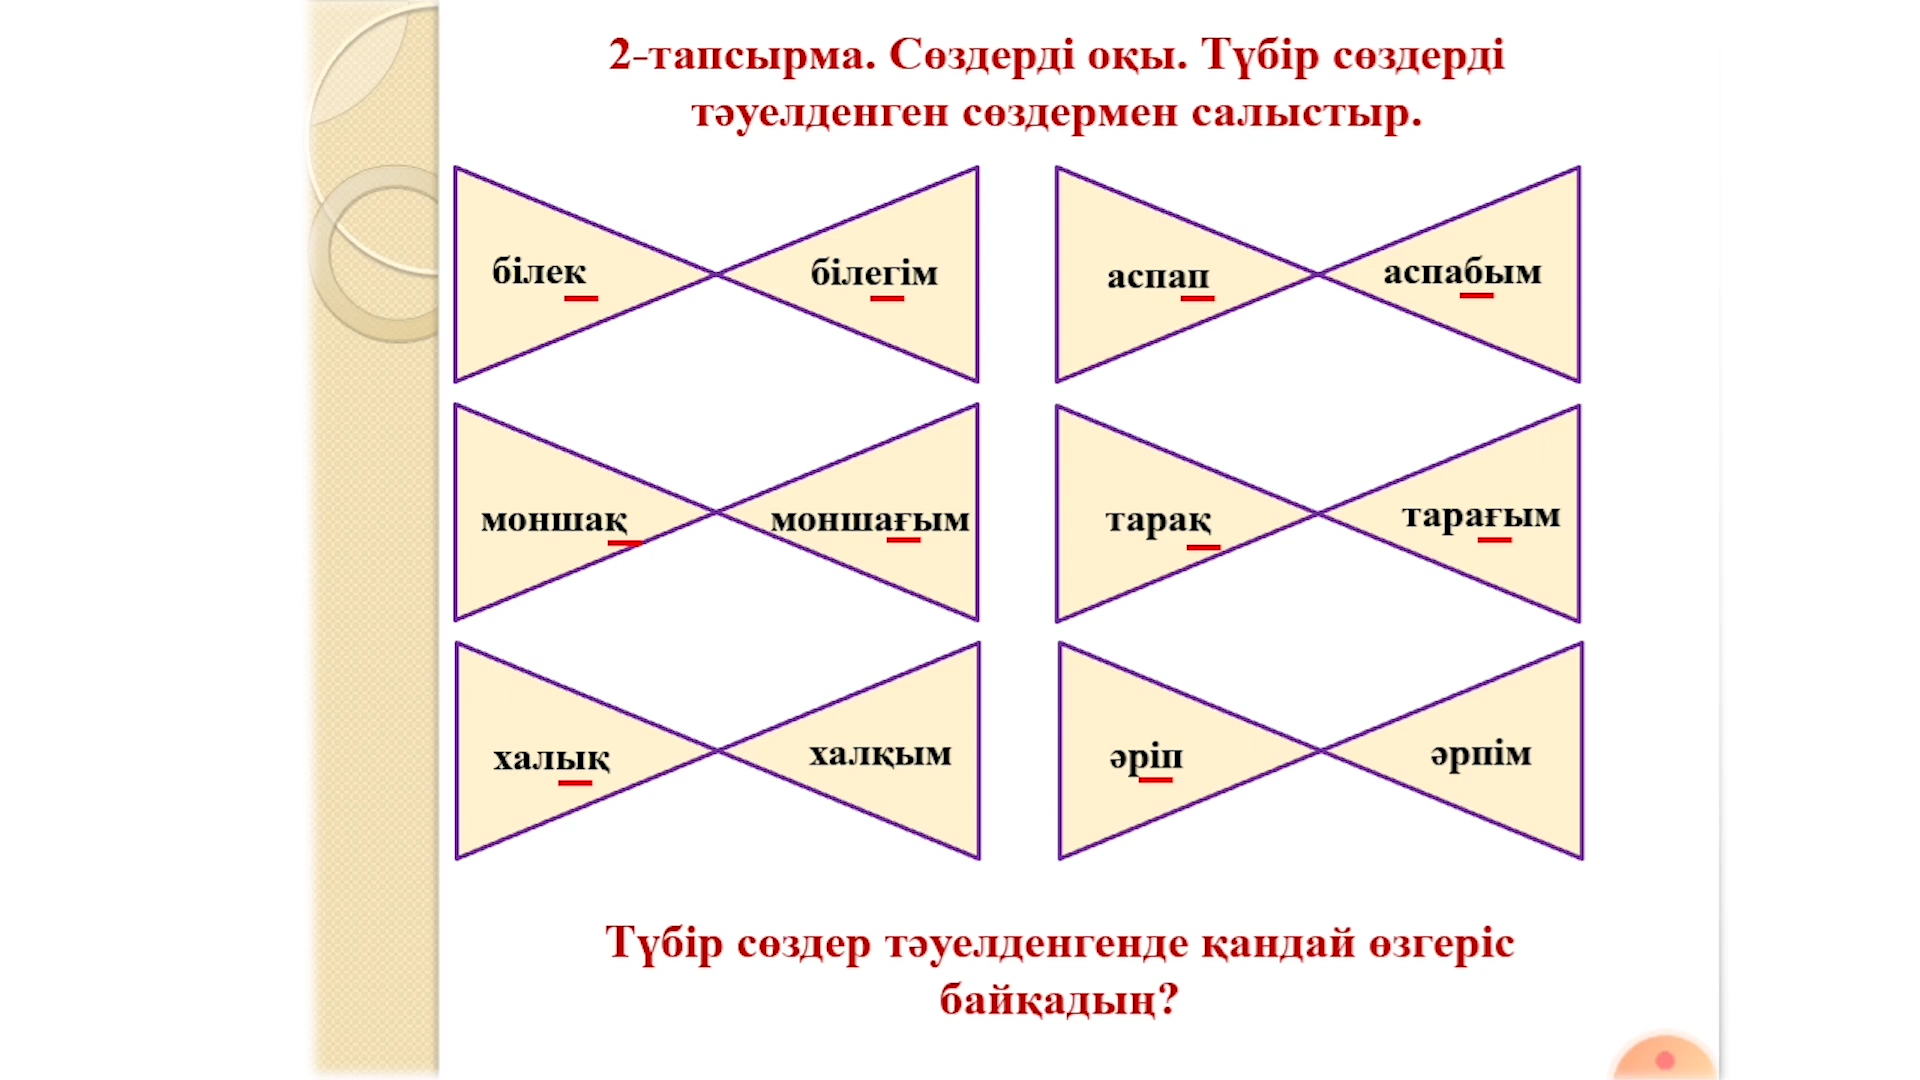 2-тапсырма. Сөздерді оқы. Түбір сөздерді
тәуелденген сөздермен салыстыр.
білек
білегім
аспап
аспабым
моншақ
моншағым
тарақ
тарағым
халық
халқым
әріп
әрпім
Түбір сөздер тәуелденгенде қандай өзгеріс
байқадың?